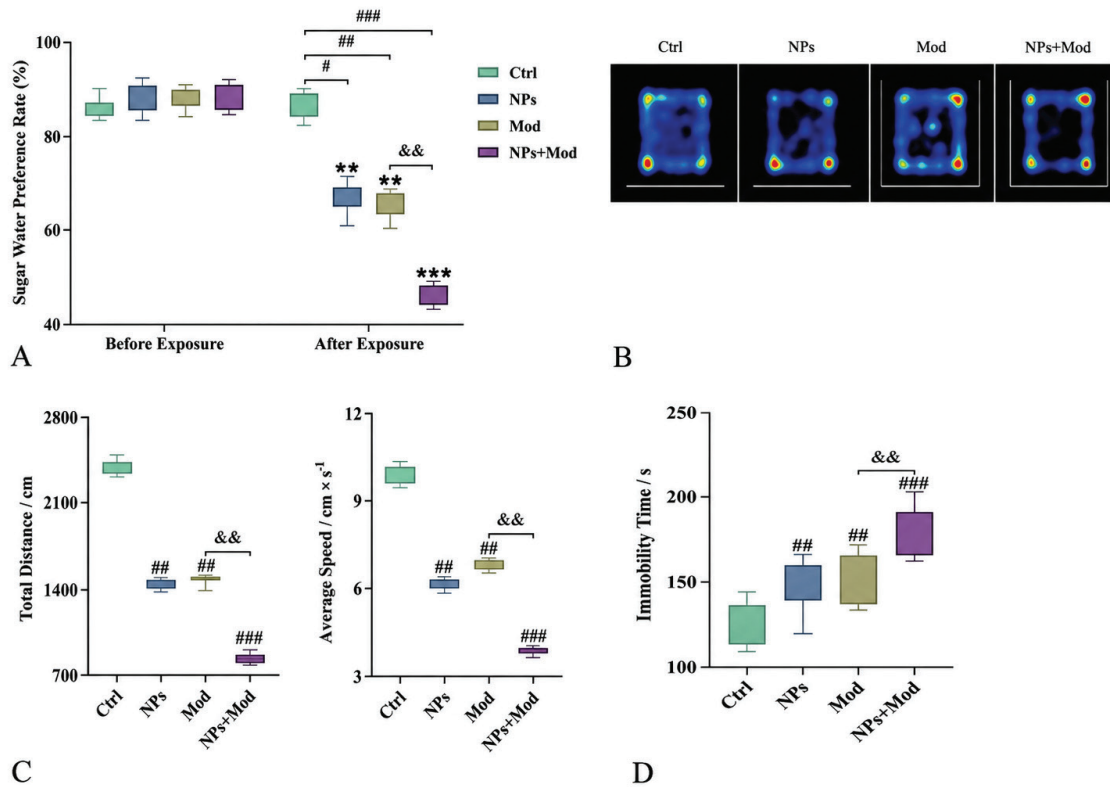 ###
##
#
100
80
60
40
Sugar Water Preference Rate (%)
Ctrl
NPs
Mod
NPs+Mod
&&
**
**
***
Before Exposure
After Exposure
A
Ctrl
NPs
Mod
NPs+Mod
B
2800
2100
1400
700
Total Distance / cm
##
##
&&
###
Ctrl
NPs
Mod
NPs+Mod
12
9
6
3
Average Speed / cm × s⁻¹
##
##
&&
###
Ctrl
NPs
Mod
NPs+Mod
C
250
200
150
100
Immobility Time / s
##
##
&&
###
Ctrl
NPs
Mod
NPs+Mod
D